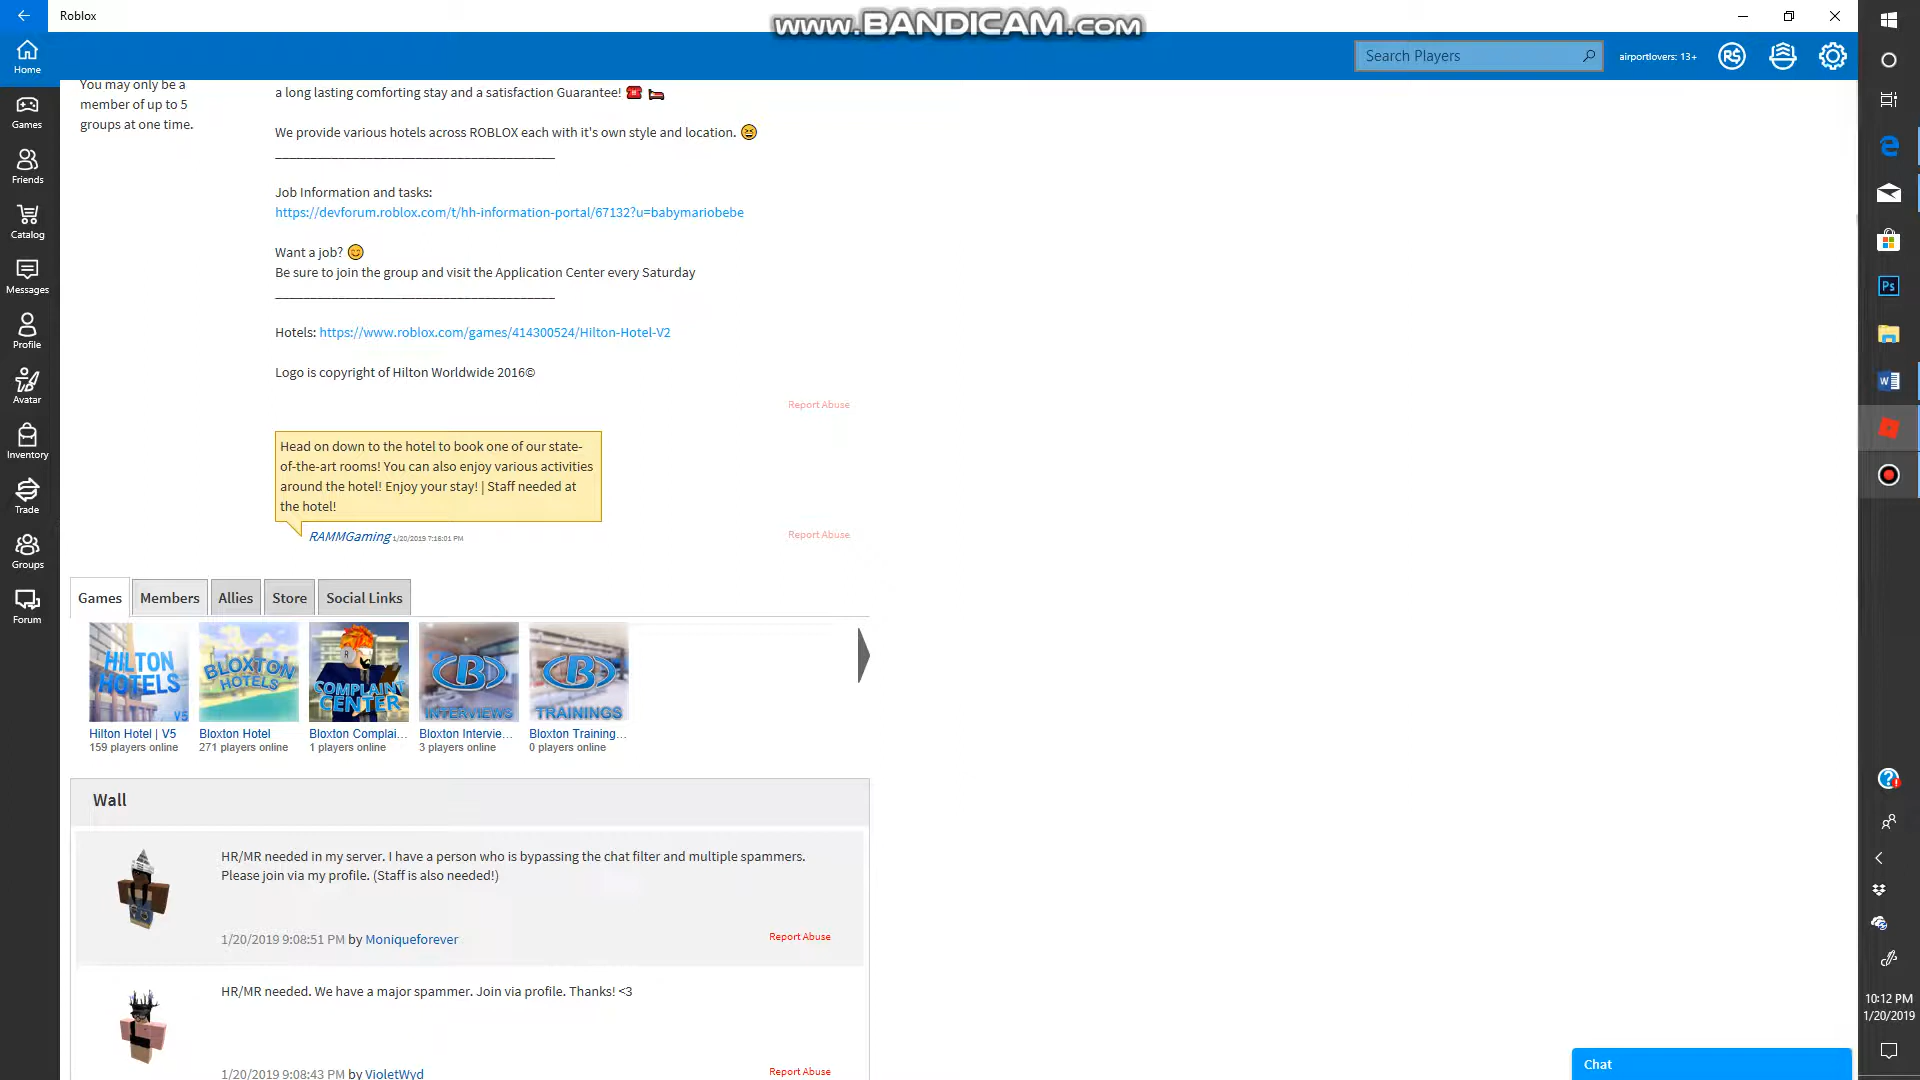 Roblox
www.BANDICAM.com
Home
Search Players
airportlovers: 13+
R$
You may only be a
member of up to 5
groups at one time.
Games
Friends
Catalog
Messages
Profile
Avatar
Inventory
Trade
Groups
Forum
a long lasting comforting stay and a satisfaction Guarantee! ☎️ 🛏
We provide various hotels across ROBLOX each with it's own style and location. 😆
________________________________________
Job Information and tasks:
https://devforum.roblox.com/t/hh-information-portal/67132?u=babymariobebe
Want a job? 😊
Be sure to join the group and visit the Application Center every Saturday
________________________________________
Hotels: https://www.roblox.com/games/414300524/Hilton-Hotel-V2
Logo is copyright of Hilton Worldwide 2016©
Report Abuse
Head on down to the hotel to book one of our state-
of-the-art rooms! You can also enjoy various activities
around the hotel! Enjoy your stay! | Staff needed at
the hotel!
RAMMGaming 1/20/2019 7:16:01 PM
Report Abuse
Games Members Allies Store Social Links
HILTON
HOTELS
V5
BLOXTON
HOTELS
R
COMPLAINT
CENTER
B
INTERVIEWS
B
TRAININGS
Hilton Hotel | V5
159 players online
Bloxton Hotel
271 players online
Bloxton Complai...
1 players online
Bloxton Intervie...
3 players online
Bloxton Training...
0 players online
Wall
HR/MR needed in my server. I have a person who is bypassing the chat filter and multiple spammers.
Please join via my profile. (Staff is also needed!)
1/20/2019 9:08:51 PM by Moniqueforever
Report Abuse
HR/MR needed. We have a major spammer. Join via profile. Thanks! <3
1/20/2019 9:08:43 PM by VioletWyd
Report Abuse
Chat
Ps
W
10:12 PM
1/20/2019